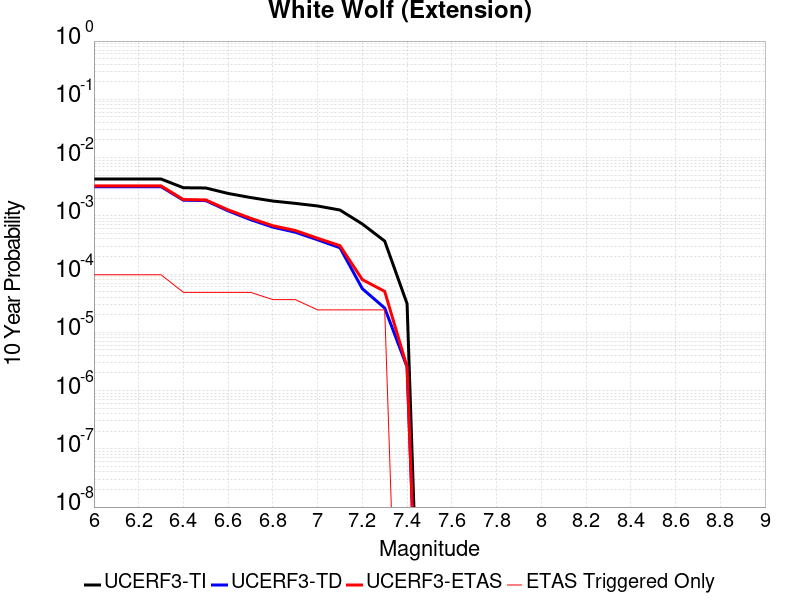 White Wolf (Extension)
10 0
10 -1
10 -2
10 -3
10 -4
10 -5
10 -6
10 -7
10 -8
10 Year Probability
6 6.2 6.4 6.6 6.8 7 7.2 7.4 7.6 7.8 8 8.2 8.4 8.6 8.8 9
Magnitude
UCERF3-TI UCERF3-TD UCERF3-ETAS ETAS Triggered Only